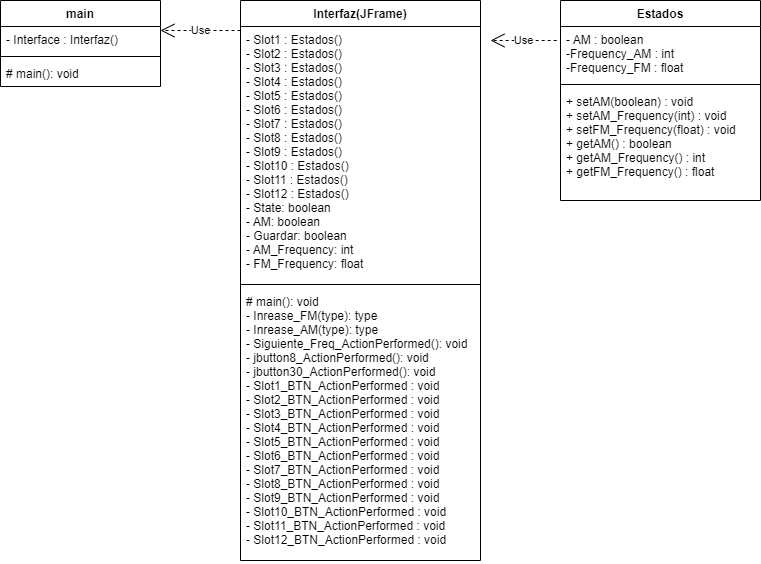 main
- Interface : Interfaz()
# main(): void
Use
Interfaz(JFrame)
- Slot1 : Estados()
- Slot2 : Estados()
- Slot3 : Estados()
- Slot4 : Estados()
- Slot5 : Estados()
- Slot6 : Estados()
- Slot7 : Estados()
- Slot8 : Estados()
- Slot9 : Estados()
- Slot10 : Estados()
- Slot11 : Estados()
- Slot12 : Estados()
- State: boolean
- AM: boolean
- Guardar: boolean
- AM_Frequency: int
- FM_Frequency: float
# main(): void
- Inrease_FM(type): type
- Inrease_AM(type): type
- Siguiente_Freq_ActionPerformed(): void
- jbutton8_ActionPerformed(): void
- jbutton30_ActionPerformed(): void
- Slot1_BTN_ActionPerformed : void
- Slot2_BTN_ActionPerformed : void
- Slot3_BTN_ActionPerformed : void
- Slot4_BTN_ActionPerformed : void
- Slot5_BTN_ActionPerformed : void
- Slot6_BTN_ActionPerformed : void
- Slot7_BTN_ActionPerformed : void
- Slot8_BTN_ActionPerformed : void
- Slot9_BTN_ActionPerformed : void
- Slot10_BTN_ActionPerformed : void
- Slot11_BTN_ActionPerformed : void
- Slot12_BTN_ActionPerformed : void
Use
Estados
- AM : boolean
-Frequency_AM : int
-Frequency_FM : float
+ setAM(boolean) : void
+ setAM_Frequency(int) : void
+ setFM_Frequency(float) : void
+ getAM() : boolean
+ getAM_Frequency() : int
+ getFM_Frequency() : float